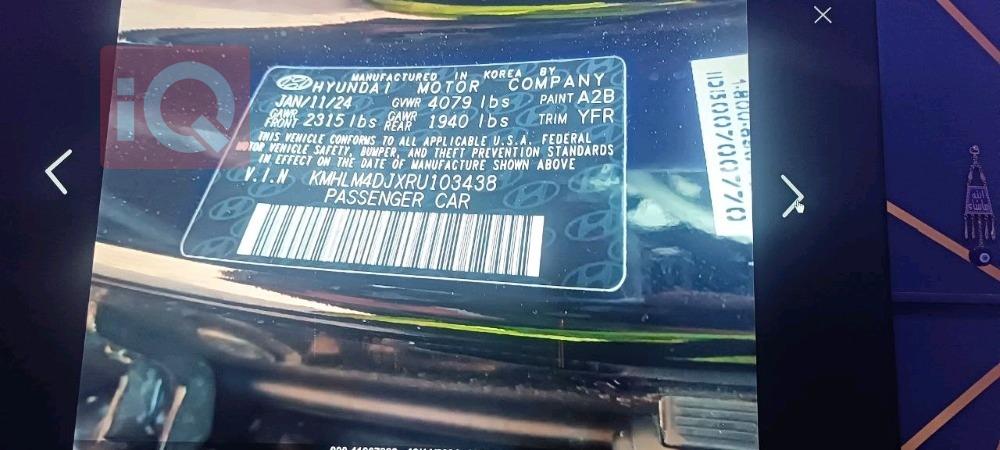 iQ
MANUFACTURED IN KOREA BY
HYUNDAI MOTOR COMPANY
JAN/11/24 GVWR 4079 lbs PAINT A2B
GAWR FRONT 2315 lbs GAWR REAR 1940 lbs TRIM YFR
THIS VEHICLE CONFORMS TO ALL APPLICABLE U.S.A. FEDERAL
MOTOR VEHICLE SAFETY, BUMPER, AND THEFT PREVENTION STANDARDS
IN EFFECT ON THE DATE OF MANUFACTURE SHOWN ABOVE
V.I.N KMHLM4DJXRU103438
PASSENGER CAR